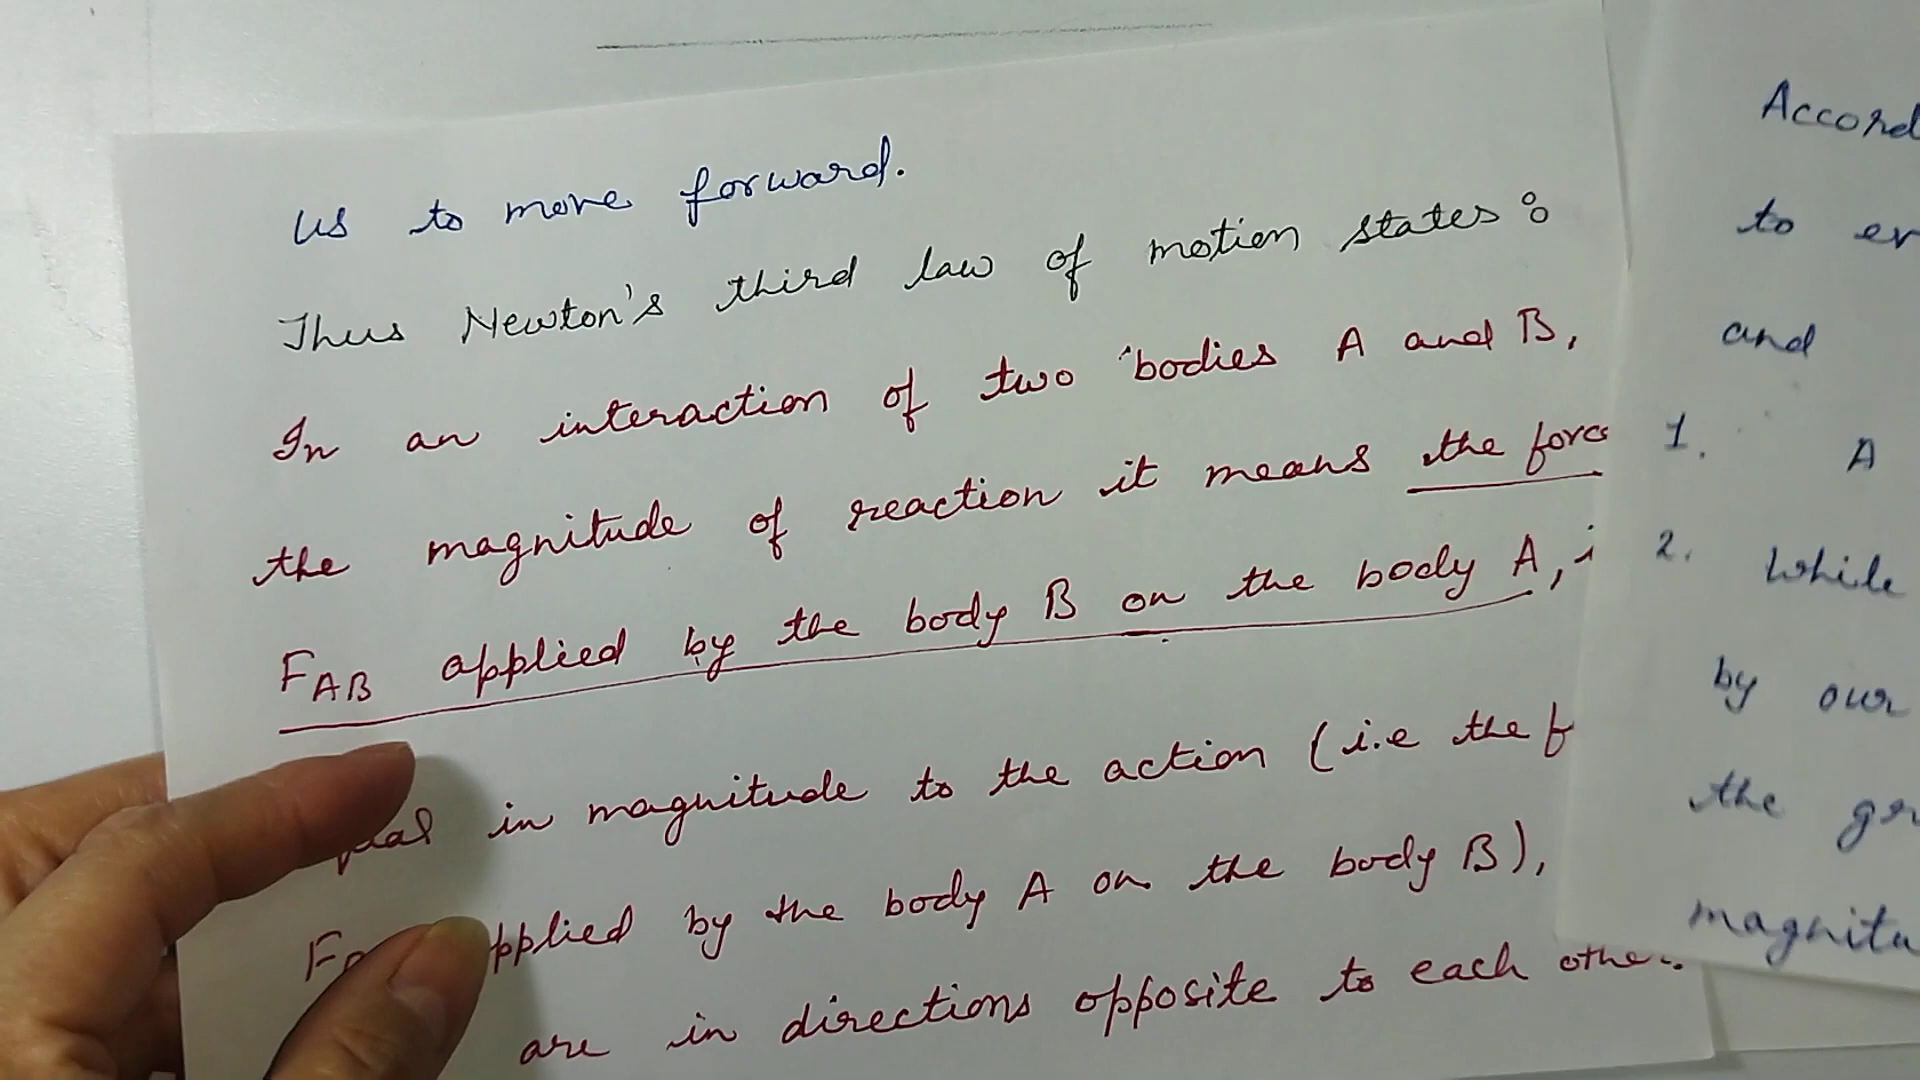 us to move forward.
Thus Newton's third law of motion states :
In an interaction of two bodies A and B,
the magnitude of reaction it means the force
FAB applied by the body B on the body A,
in magnitude to the action (i.e the
applied by the body A on the body B),
are in directions opposite to each other.
to
and
1. A
2. While
by our
the